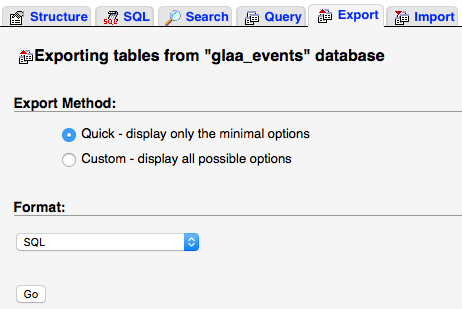 Structure SQL Search Query Export Import
Exporting tables from "glaa_events" database
Export Method:
Quick - display only the minimal options
Custom - display all possible options
Format:
SQL
Go